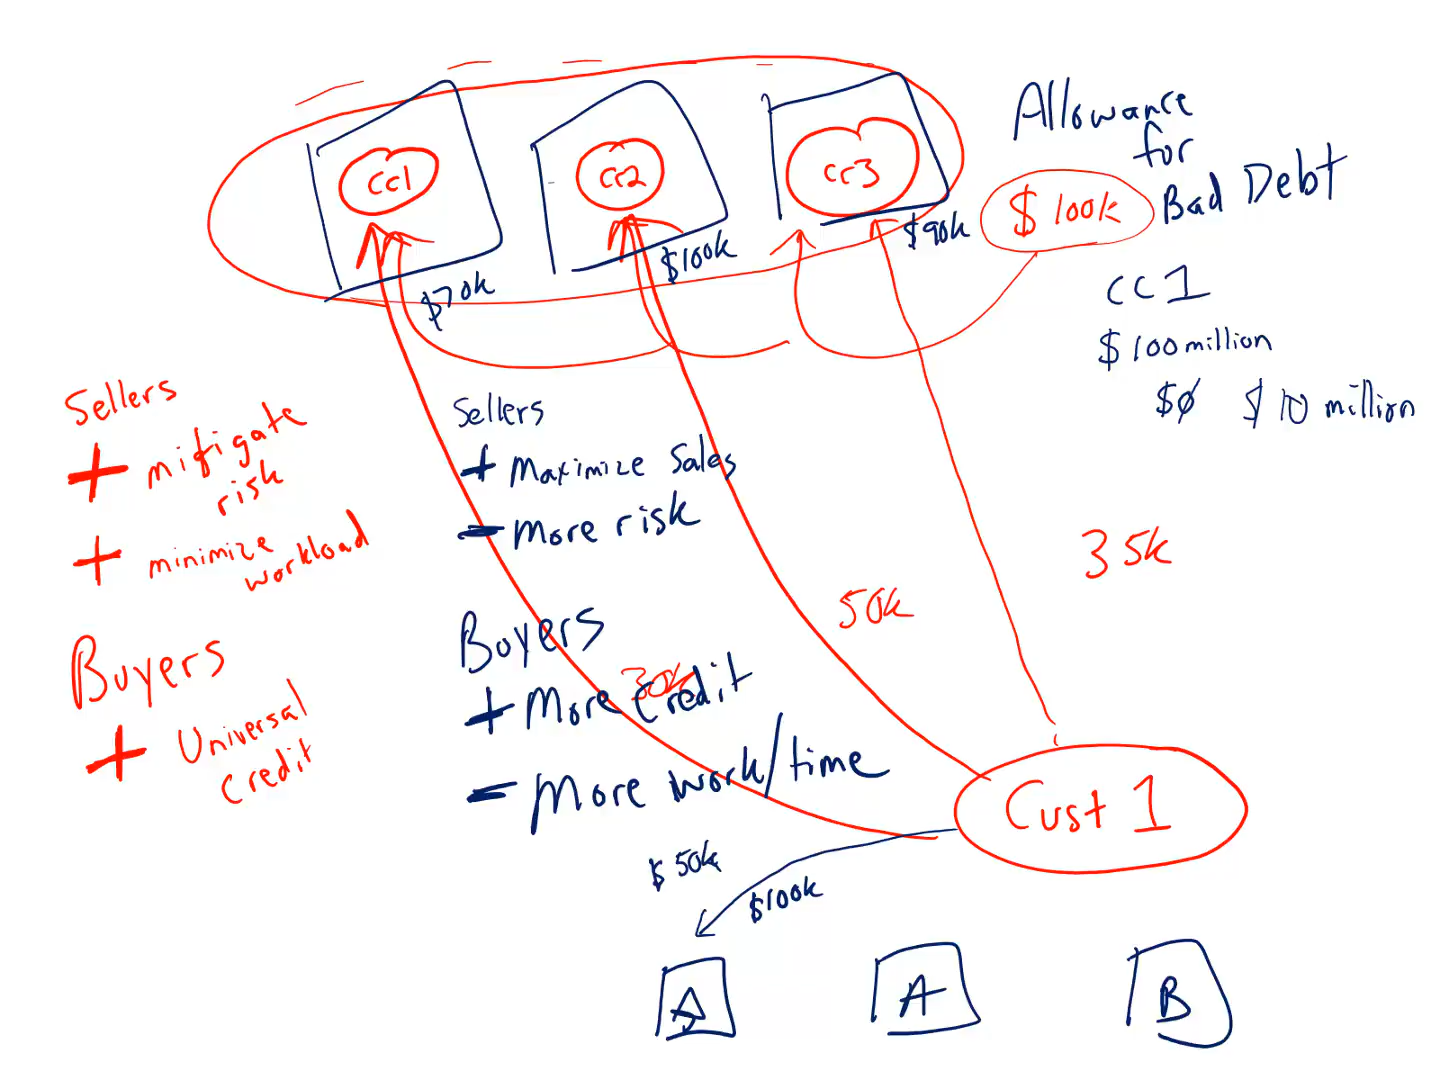 cc1
cc2
cc3
$70k
$100k
$90k
Allowance
for
Bad Debt
$100k
CC1
$100million
$0 $10 million
Sellers
+ mitigate
risk
+ minimize
workload
Buyers
+ Universal
Credit
Sellers
+ Maximize Sales
- More risk
Buyers
+ More Credit
30k
- More work/time
50k
35k
Cust 1
$50k
$100k
A
B